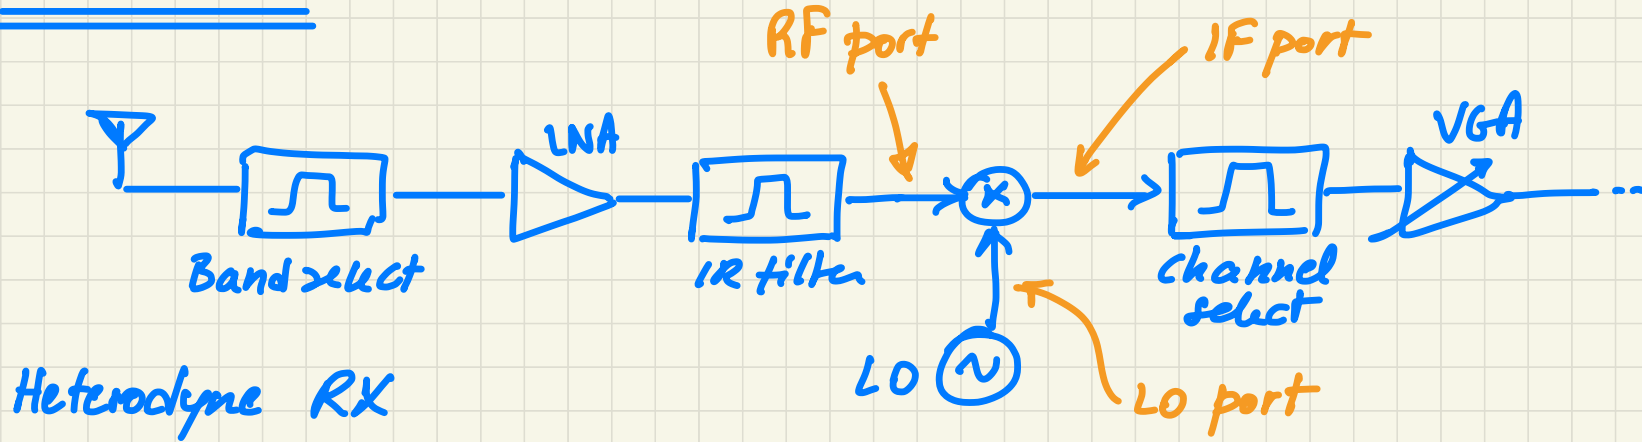 RF port
IF port
LNA
VGA
Band select
IR filter
Channel
select
LO
LO port
Heterodyne RX